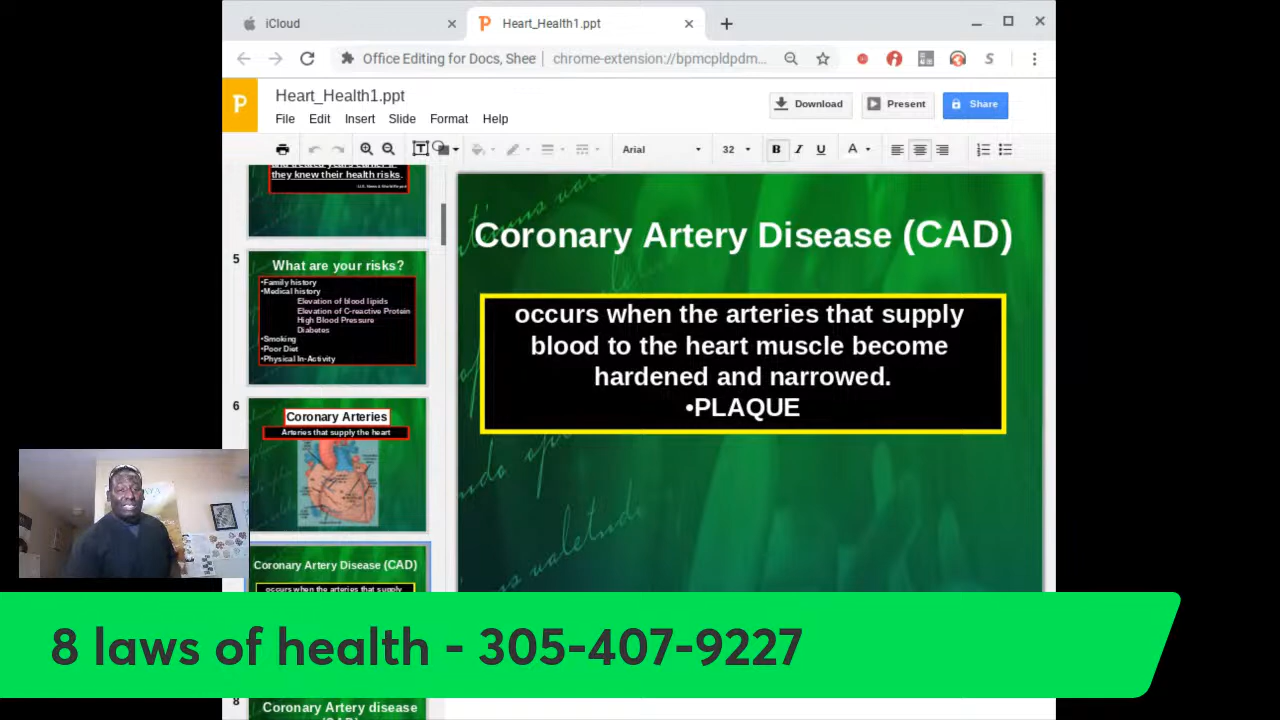 iCloud
Heart_Health1.ppt
Office Editing for Docs, Shee
chrome-extension://bpmcpldpdm...
S
P
Heart_Health1.ppt
Download
Present
Share
File Edit Insert Slide Format Help
Arial
32
B I U A
they knew their health risks.
5
What are your risks?
•Family history
•Medical history
Elevation of blood lipids
Elevation of C-reactive Protein
High Blood Pressure
Diabetes
•Smoking
•Poor Diet
•Physical In-Activity
6
Coronary Arteries
Arteries that supply the heart
Coronary Artery Disease (CAD)
occurs when the arteries that supply
8
Coronary Artery disease
Coronary Artery Disease (CAD)
occurs when the arteries that supply
blood to the heart muscle become
hardened and narrowed.
•PLAQUE
valetudo
8 laws of health - 305-407-9227